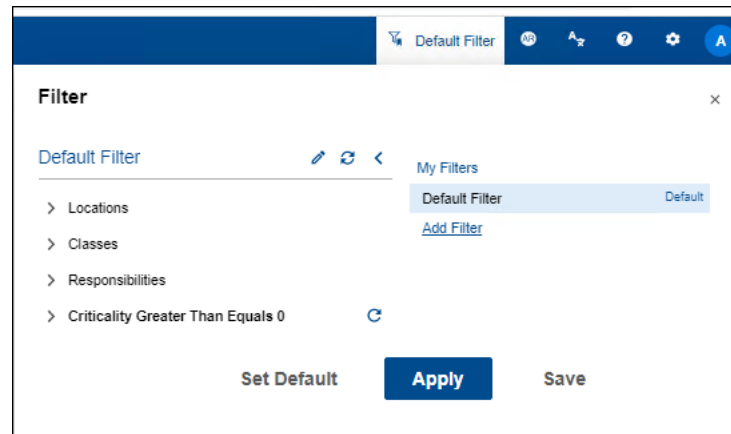 Default Filter
AR
A
Filter
Default Filter
My Filters
Default Filter Default
Add Filter
Locations
Classes
Responsibilities
Criticality Greater Than Equals 0
Set Default Apply Save